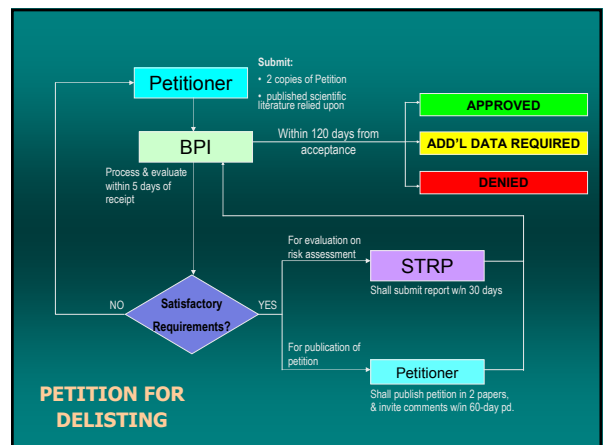 Submit:
• 2 copies of Petition
• published scientific
literature relied upon
Petitioner
APPROVED
Within 120 days from
acceptance
ADD'L DATA REQUIRED
BPI
DENIED
Process & evaluate
within 5 days of
receipt
For evaluation on
risk assessment
STRP
Shall submit report w/n 30 days
NO
Satisfactory
Requirements?
YES
For publication of
petition
Petitioner
Shall publish petition in 2 papers,
& invite comments w/in 60-day pd.
PETITION FOR
DELISTING